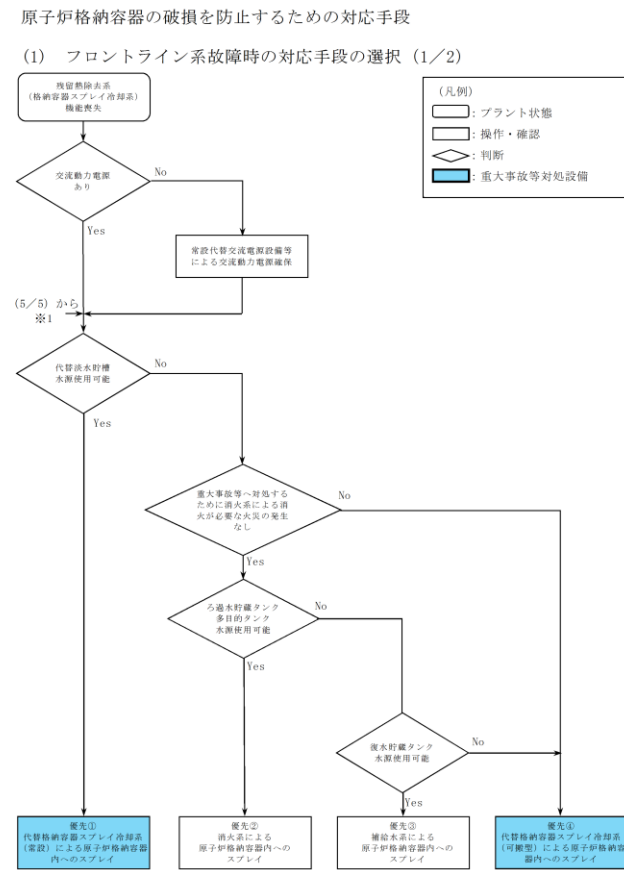 原子炉格納容器の破損を防止するための対応手段
(1) フロントライン系故障時の対応手段の選択（1/2）
残留熱除去系
(格納容器スプレイ冷却系)
機能喪失
(凡例)
: プラント状態
: 操作・確認
: 判断
: 重大事故等対処設備
交流動力電源
あり
No
Yes
常設代替交流電源設備等
による交流動力電源確保
(5／5) から
※1
代替淡水貯槽
水源使用可能
No
Yes
重大事故等へ対処する
ために消火系による消
火が必要な火災の発生
なし
No
Yes
ろ過水貯蔵タンク
多目的タンク
水源使用可能
No
Yes
復水貯蔵タンク
水源使用可能
No
Yes
優先①
代替格納容器スプレイ冷却系
(常設) による原子炉格納容器
内へのスプレイ
優先②
消火系による
原子炉格納容器内への
スプレイ
優先③
補給水系による
原子炉格納容器内への
スプレイ
優先④
代替格納容器スプレイ冷却系
(可搬型) による原子炉格納容
器内へのスプレイ